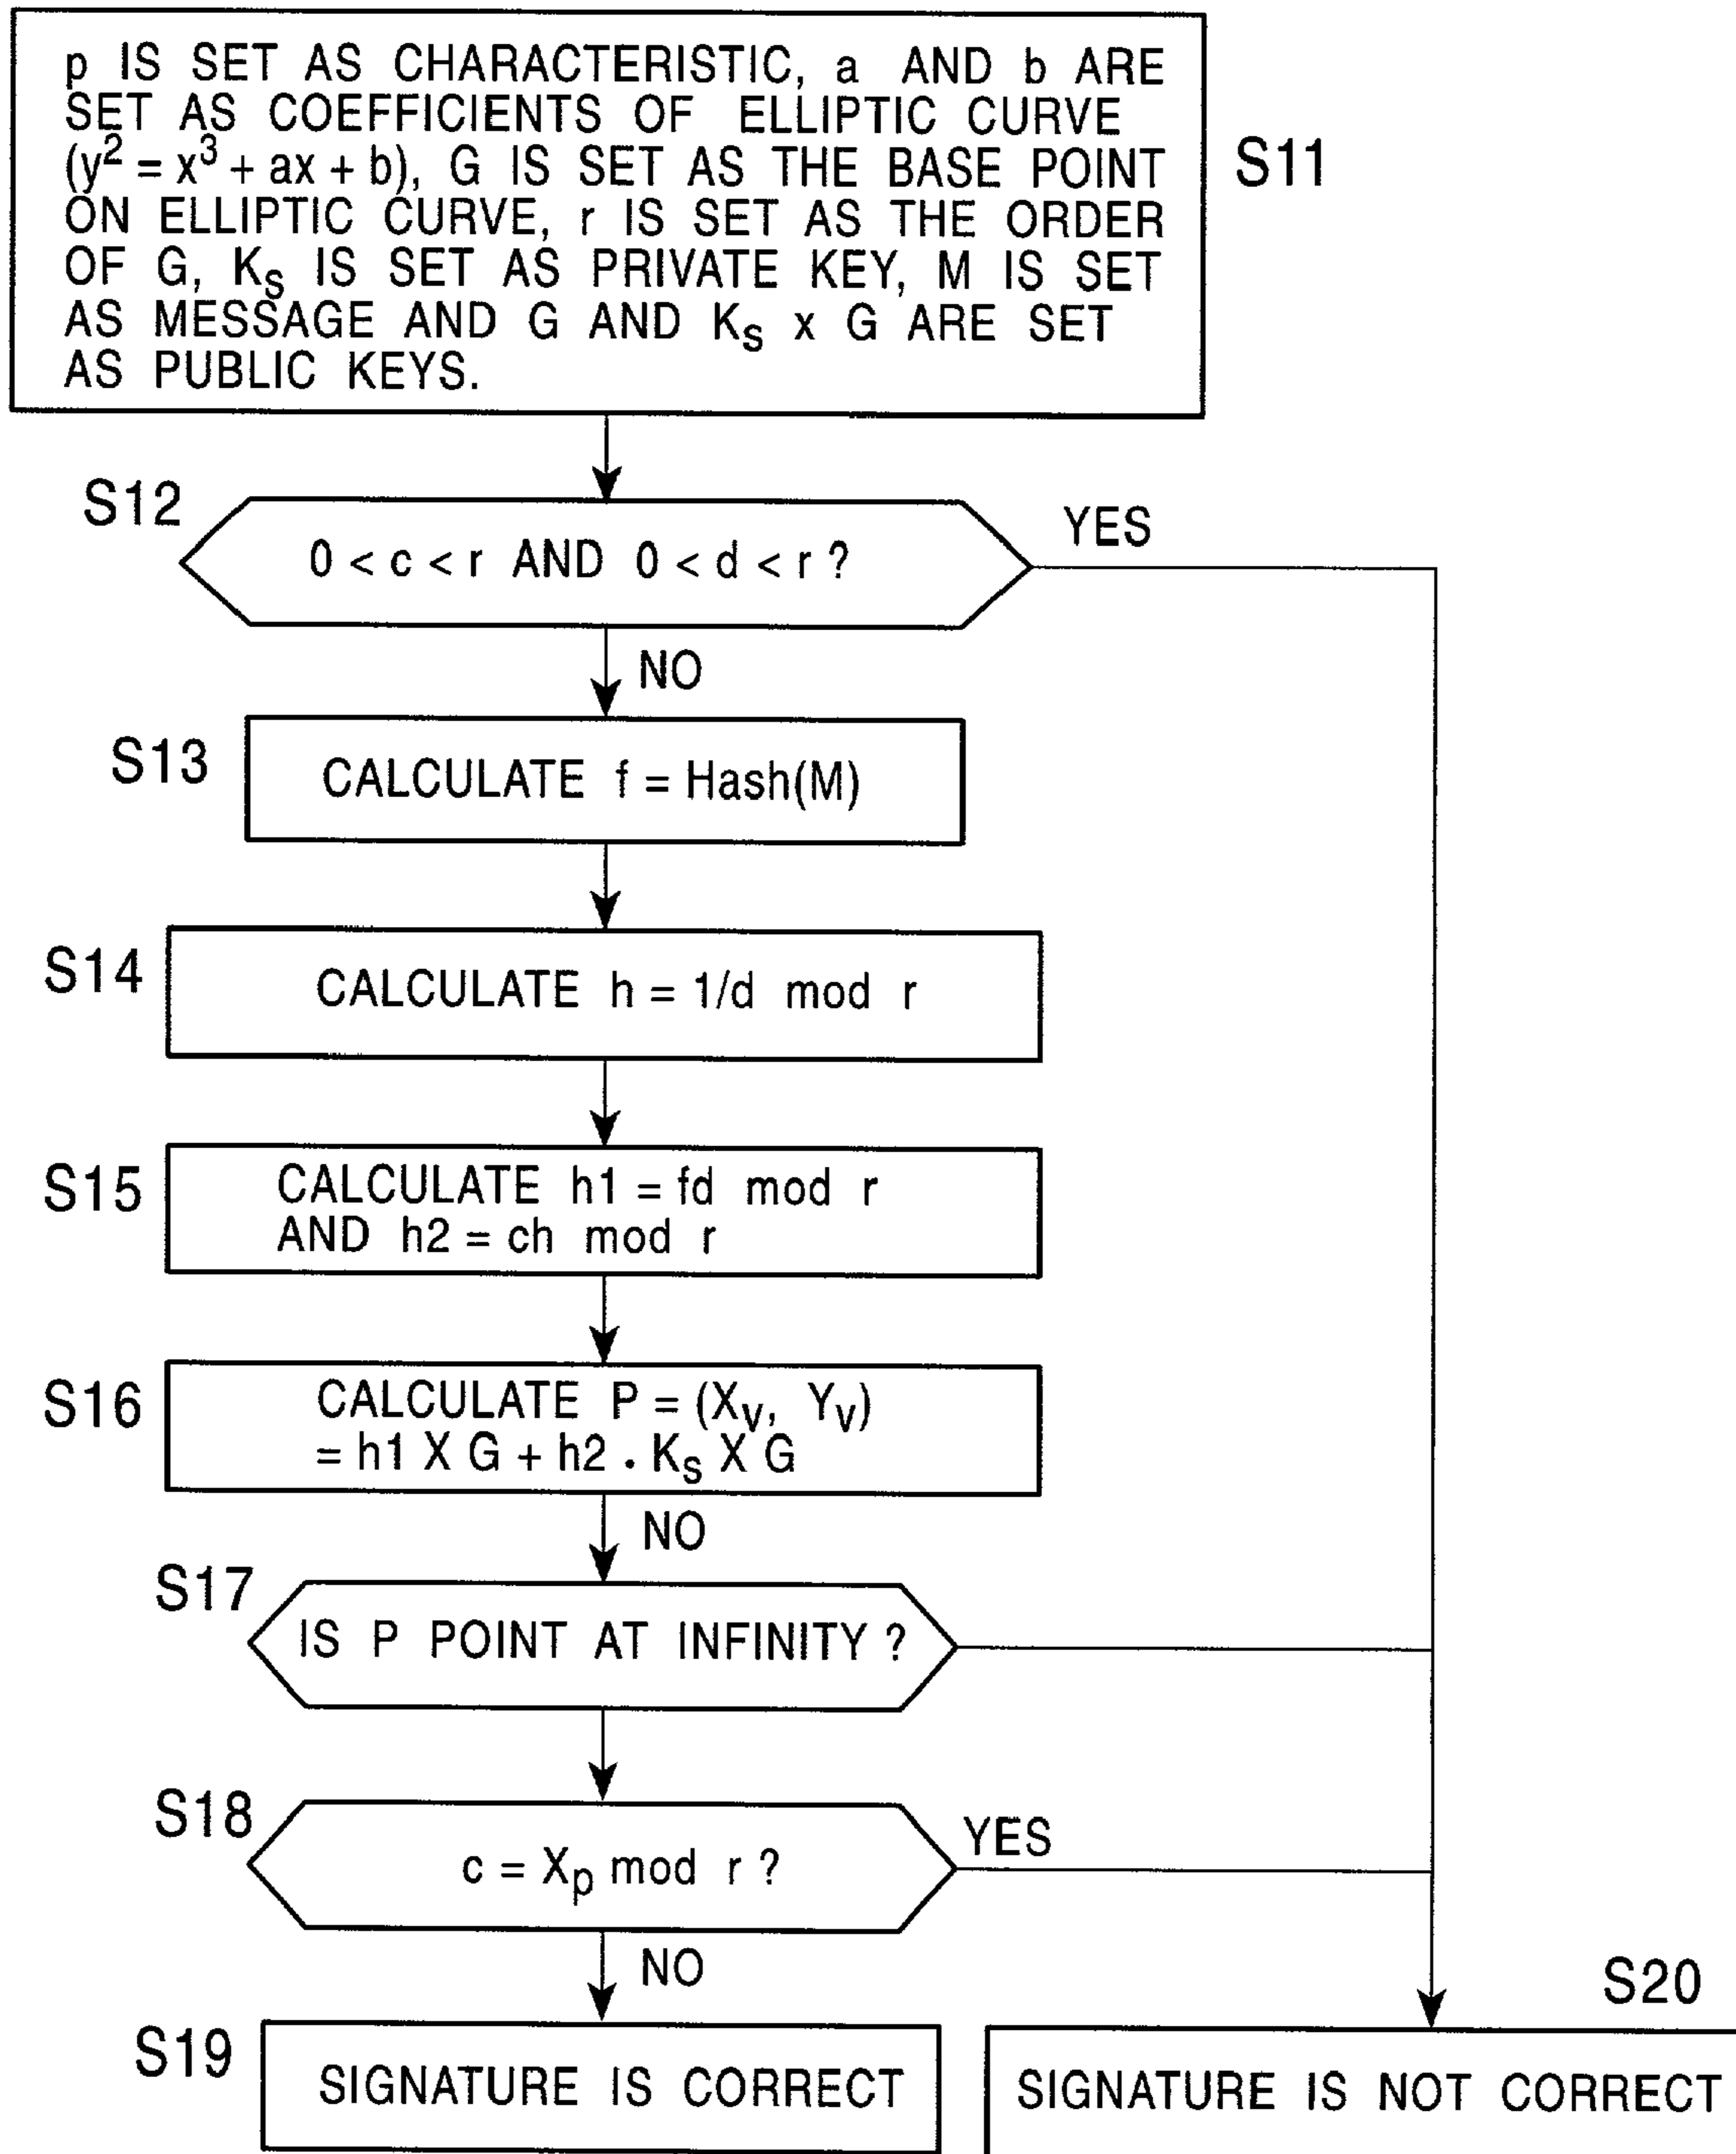 p IS SET AS CHARACTERISTIC, a AND b ARE
SET AS COEFFICIENTS OF ELLIPTIC CURVE
(y² = x³ + ax + b), G IS SET AS THE BASE POINT
ON ELLIPTIC CURVE, r IS SET AS THE ORDER
OF G, Ks IS SET AS PRIVATE KEY, M IS SET
AS MESSAGE AND G AND Ks x G ARE SET
AS PUBLIC KEYS.
S11
S12
0 < c < r AND 0 < d < r ?
YES
NO
S13
CALCULATE f = Hash(M)
S14
CALCULATE h = 1/d mod r
S15
CALCULATE h1 = fd mod r
AND h2 = ch mod r
S16
CALCULATE P = (Xv, Yv)
= h1 X G + h2 · Ks X G
NO
S17
IS P POINT AT INFINITY ?
S18
c = Xp mod r ?
YES
NO
S19
SIGNATURE IS CORRECT
S20
SIGNATURE IS NOT CORRECT